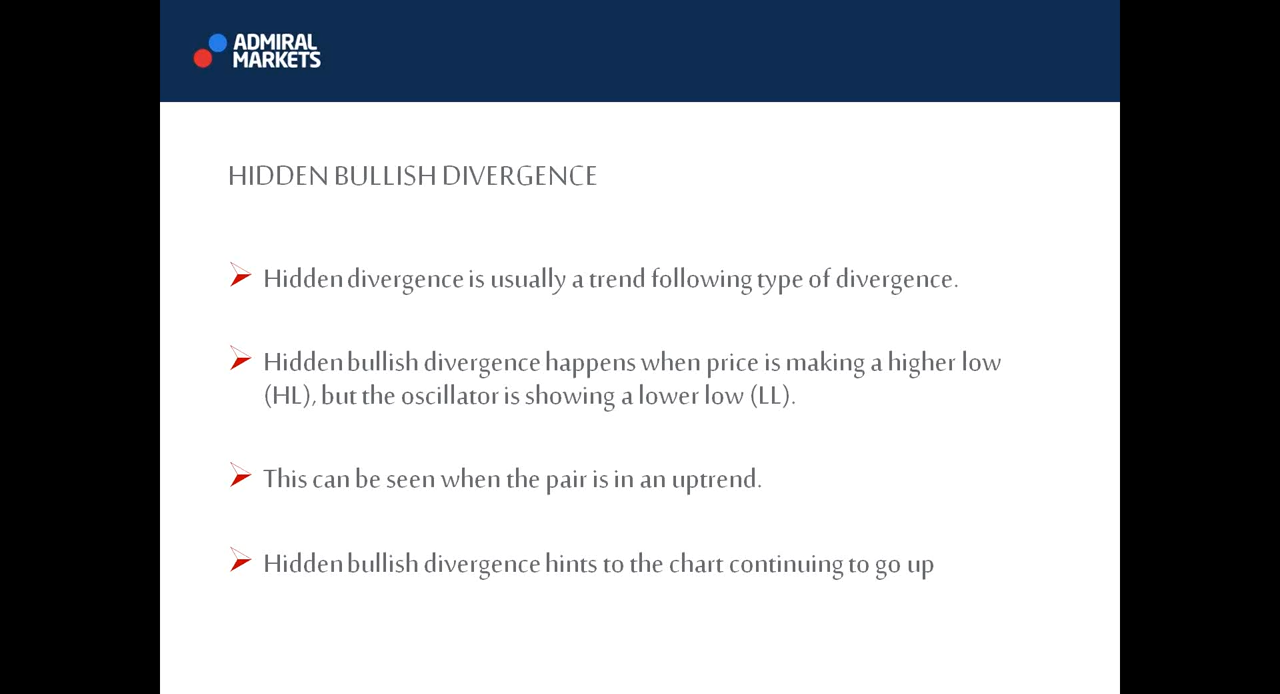 ADMIRAL
MARKETS
HIDDEN BULLISH DIVERGENCE
Hidden divergence is usually a trend following type of divergence.
Hidden bullish divergence happens when price is making a higher low
(HL), but the oscillator is showing a lower low (LL).
This can be seen when the pair is in an uptrend.
Hidden bullish divergence hints to the chart continuing to go up